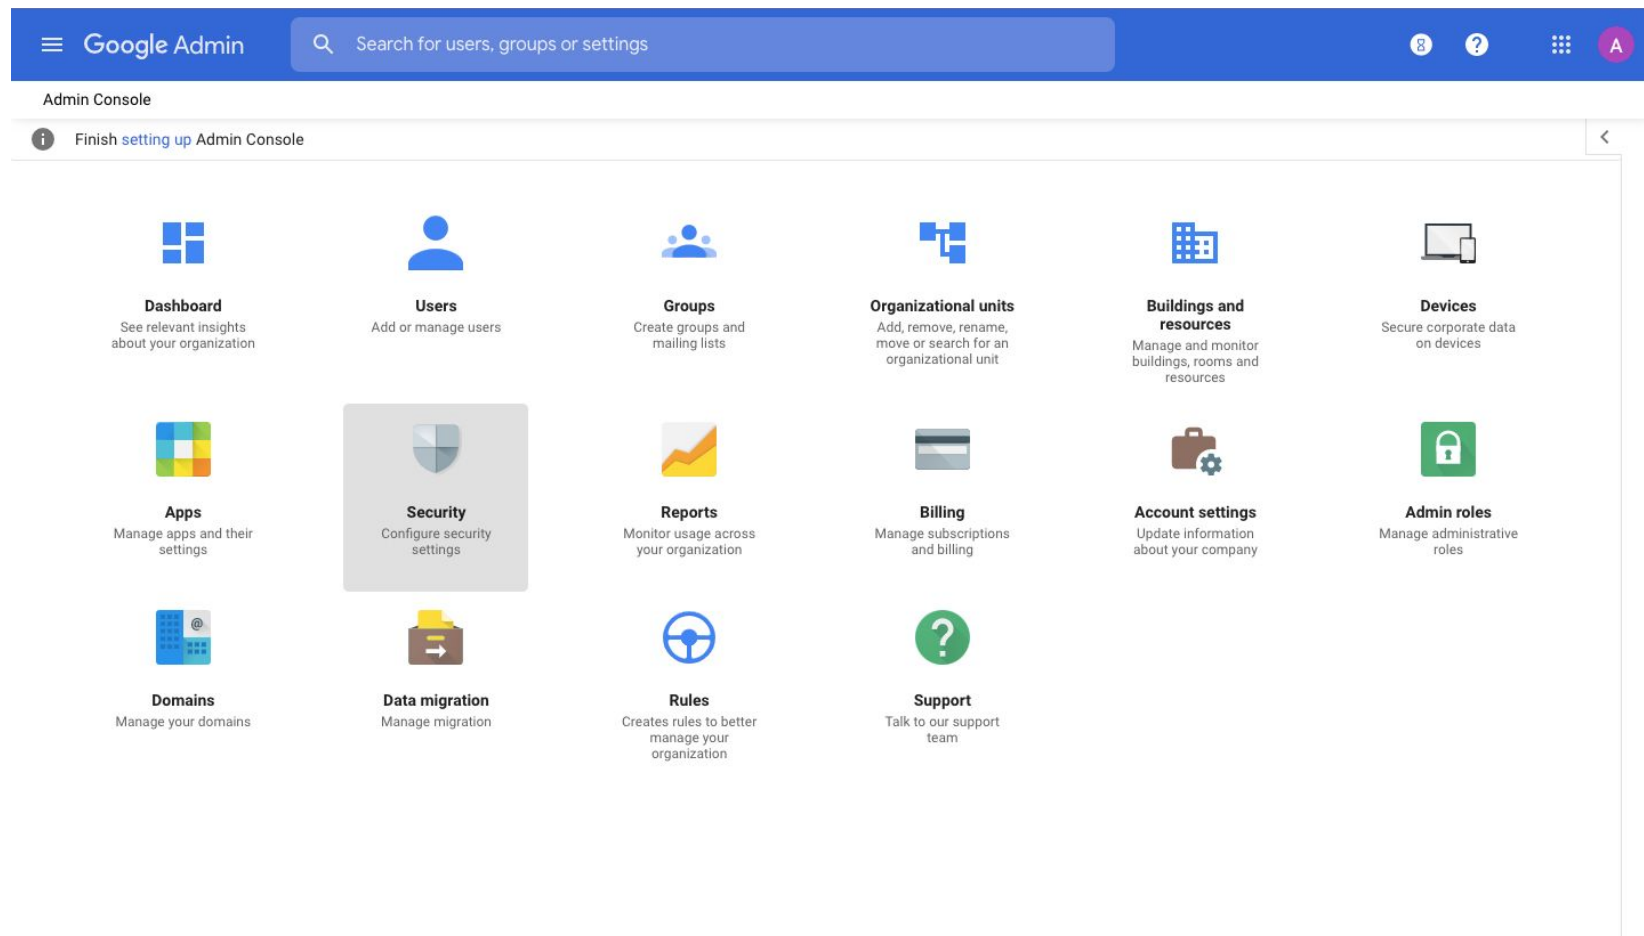 Google Admin
Search for users, groups or settings
A
Admin Console
Finish setting up Admin Console
Dashboard
See relevant insights
about your organization
Users
Add or manage users
Groups
Create groups and
mailing lists
Organizational units
Add, remove, rename,
move or search for an
organizational unit
Buildings and
resources
Manage and monitor
buildings, rooms and
resources
Devices
Secure corporate data
on devices
Apps
Manage apps and their
settings
Security
Configure security
settings
Reports
Monitor usage across
your organization
Billing
Manage subscriptions
and billing
Account settings
Update information
about your company
Admin roles
Manage administrative
roles
Domains
Manage your domains
Data migration
Manage migration
Rules
Creates rules to better
manage your
organization
Support
Talk to our support
team